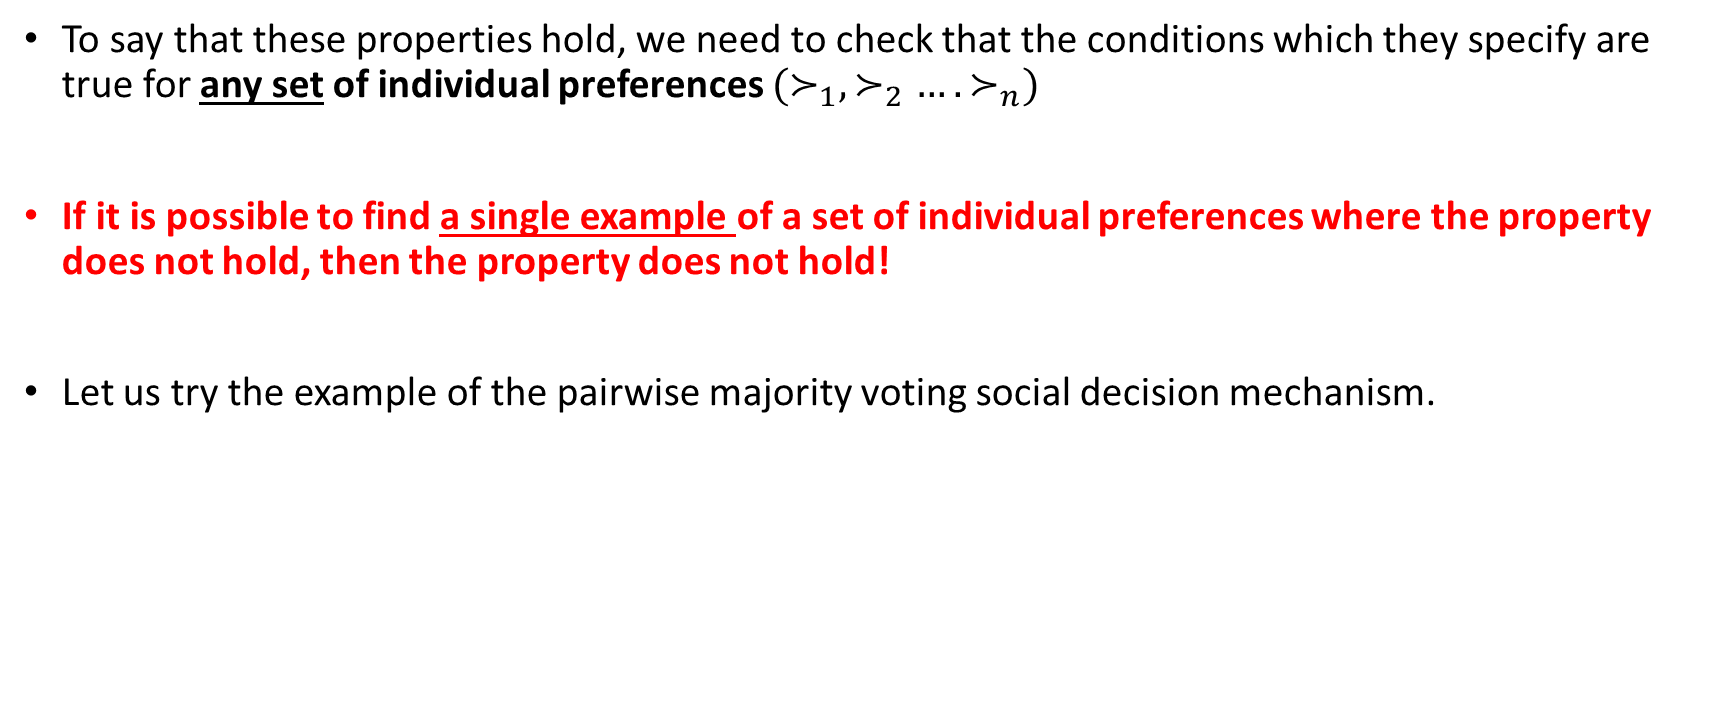 • To say that these properties hold, we need to check that the conditions which they specify are
true for any set of individual preferences (≻₁, ≻₂ … . ≻ₙ)
• If it is possible to find a single example of a set of individual preferences where the property
does not hold, then the property does not hold!
• Let us try the example of the pairwise majority voting social decision mechanism.